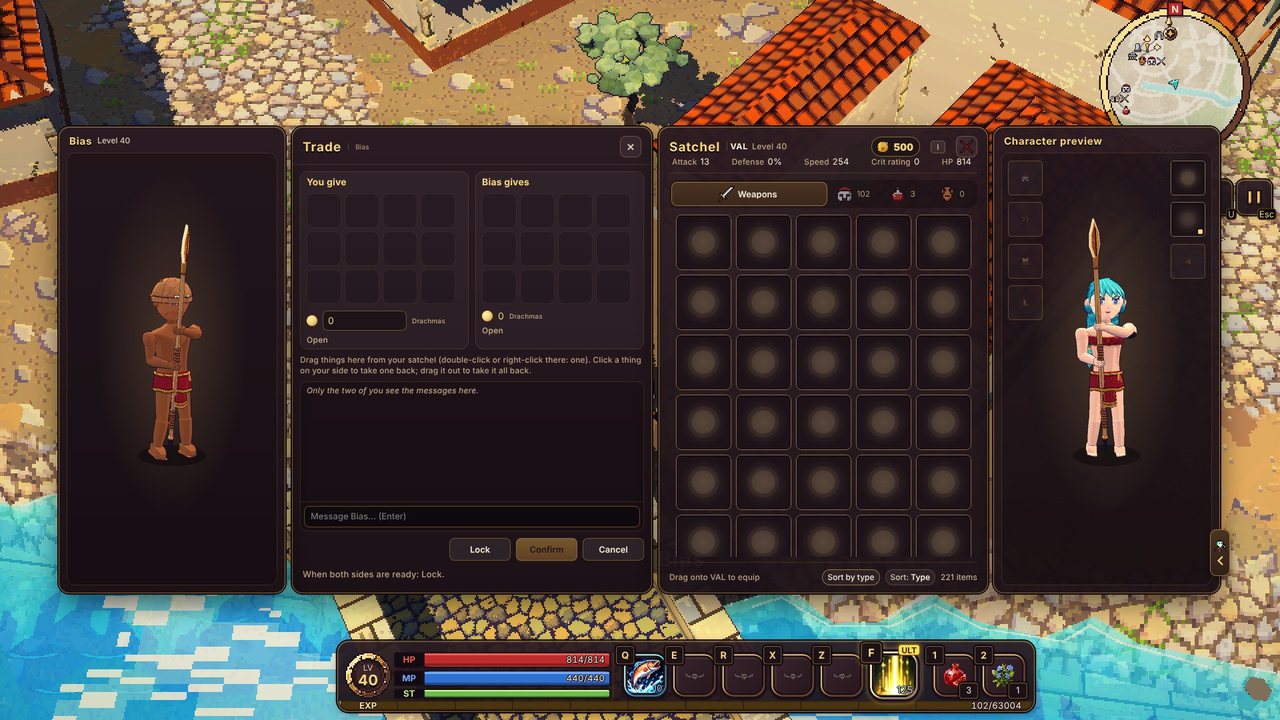 N
Bias Level 40
Trade Bias
You give
Bias gives
0 Drachmas
Open
0 Drachmas
Open
Drag things here from your satchel (double-click or right-click there: one). Click a thing
on your side to take one back; drag it out to take it all back.
Only the two of you see the messages here.
Message Bias... (Enter)
Lock
Confirm
Cancel
When both sides are ready: Lock.
Satchel VAL Level 40
500
I
Attack 13 Defense 0% Speed 254 Crit rating 0 HP 814
Weapons
102
3
0
Drag onto VAL to equip
Sort by type
Sort: Type
221 items
Character preview
U
Esc
LV
40
EXP
HP 814/814
MP 440/440
ST
Q
E
R
X
Z
F
ULT
1
3
2
1
102/63004